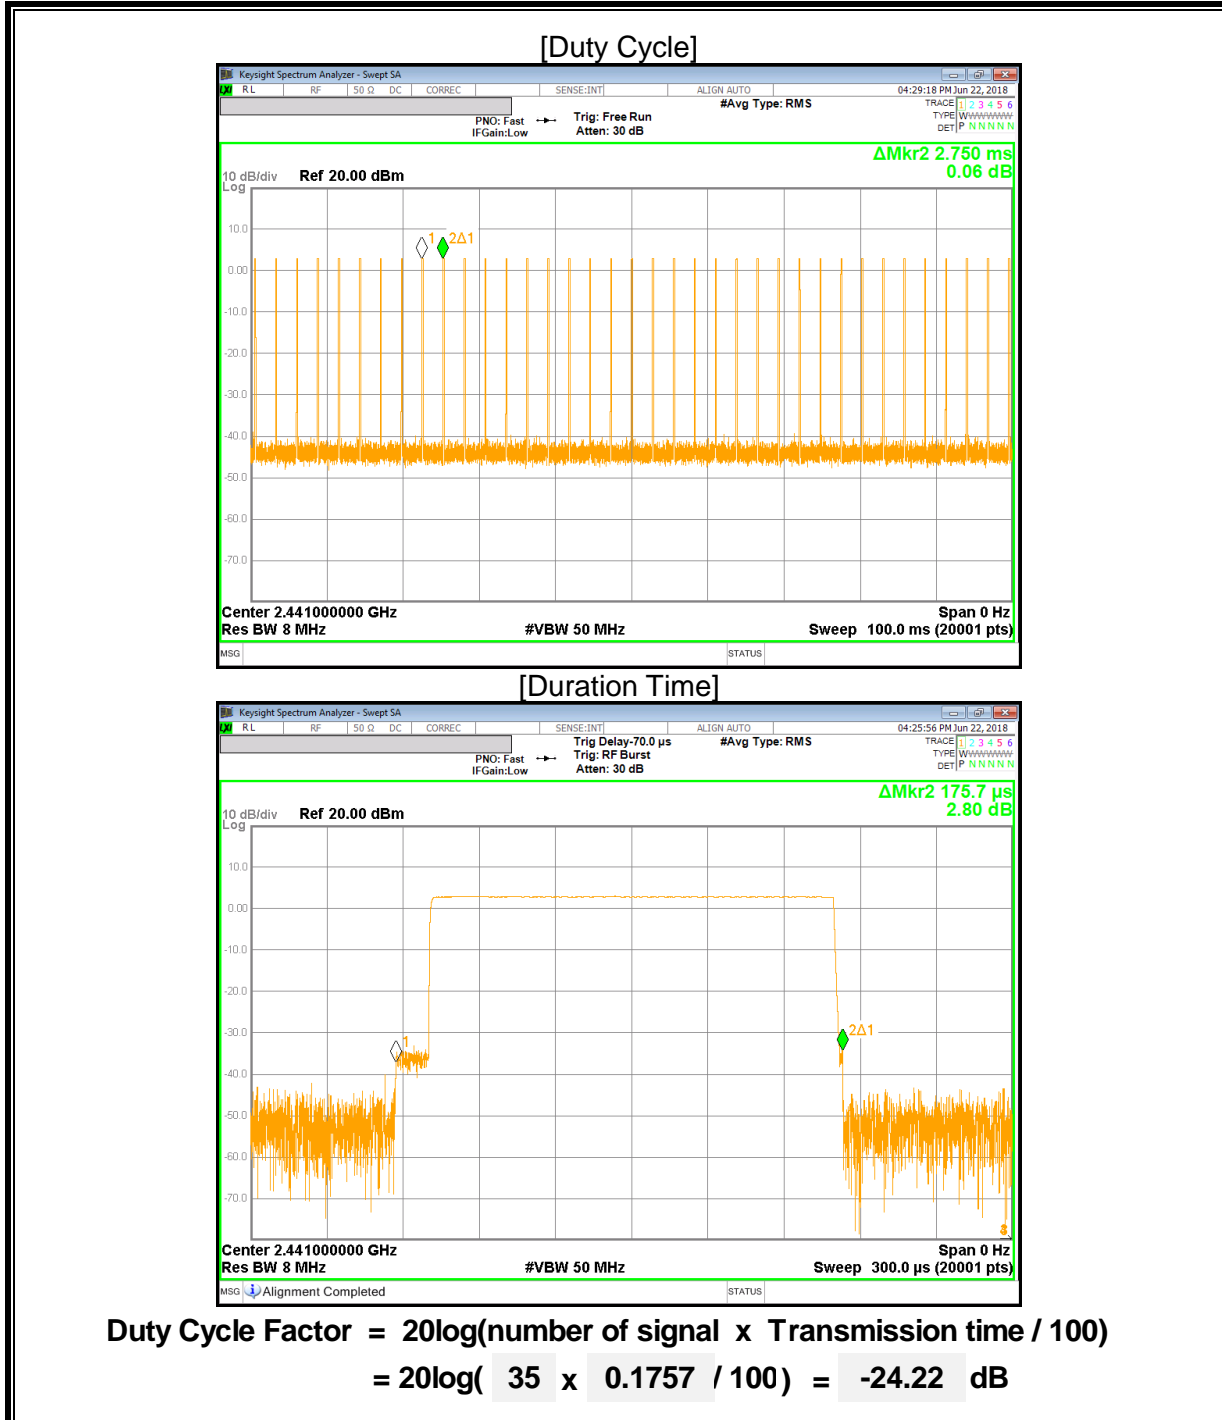 [Duty Cycle]
Keysight Spectrum Analyzer - Swept SA
LXI RL RF 50 Ω DC CORREC SENSE:INT ALIGN AUTO 04:29:18 PM Jun 22, 2018
#Avg Type: RMS TRACE 1 2 3 4 5 6
PNO: Fast Trig: Free Run TYPE WWWWWW
IFGain:Low Atten: 30 dB DET P N N N N N
ΔMkr2 2.750 ms
0.06 dB
10 dB/div Ref 20.00 dBm
Log
10.0
1 2Δ1
0.00
-10.0
-20.0
-30.0
-40.0
-50.0
-60.0
-70.0
Center 2.441000000 GHz Span 0 Hz
Res BW 8 MHz #VBW 50 MHz Sweep 100.0 ms (20001 pts)
MSG STATUS
[Duration Time]
Keysight Spectrum Analyzer - Swept SA
LXI RL RF 50 Ω DC CORREC SENSE:INT ALIGN AUTO 04:25:56 PM Jun 22, 2018
Trig Delay-70.0 µs #Avg Type: RMS TRACE 1 2 3 4 5 6
PNO: Fast Trig: RF Burst TYPE WWWWWW
IFGain:Low Atten: 30 dB DET P N N N N N
ΔMkr2 175.7 µs
2.80 dB
10 dB/div Ref 20.00 dBm
Log
10.0
0.00
-10.0
-20.0
-30.0
2Δ1
1
-40.0
-50.0
-60.0
-70.0
3
Center 2.441000000 GHz Span 0 Hz
Res BW 8 MHz #VBW 50 MHz Sweep 300.0 µs (20001 pts)
MSG Alignment Completed STATUS
Duty Cycle Factor = 20log(number of signal x Transmission time / 100)
= 20log( 35 x 0.1757 / 100) = -24.22 dB